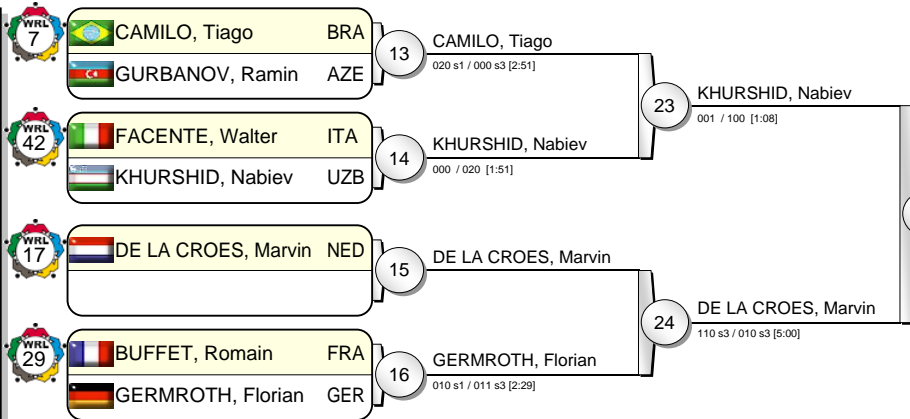 WRL
7
CAMILO, Tiago BRA
GURBANOV, Ramin AZE
13
CAMILO, Tiago
020 s1 / 000 s3 [2:51]
23
KHURSHID, Nabiev
001 / 100 [1:08]
WRL
42
FACENTE, Walter ITA
KHURSHID, Nabiev UZB
14
KHURSHID, Nabiev
000 / 020 [1:51]
WRL
17
DE LA CROES, Marvin NED
15
DE LA CROES, Marvin
24
DE LA CROES, Marvin
110 s3 / 010 s3 [5:00]
WRL
29
BUFFET, Romain FRA
GERMROTH, Florian GER
16
GERMROTH, Florian
010 s1 / 011 s3 [2:29]